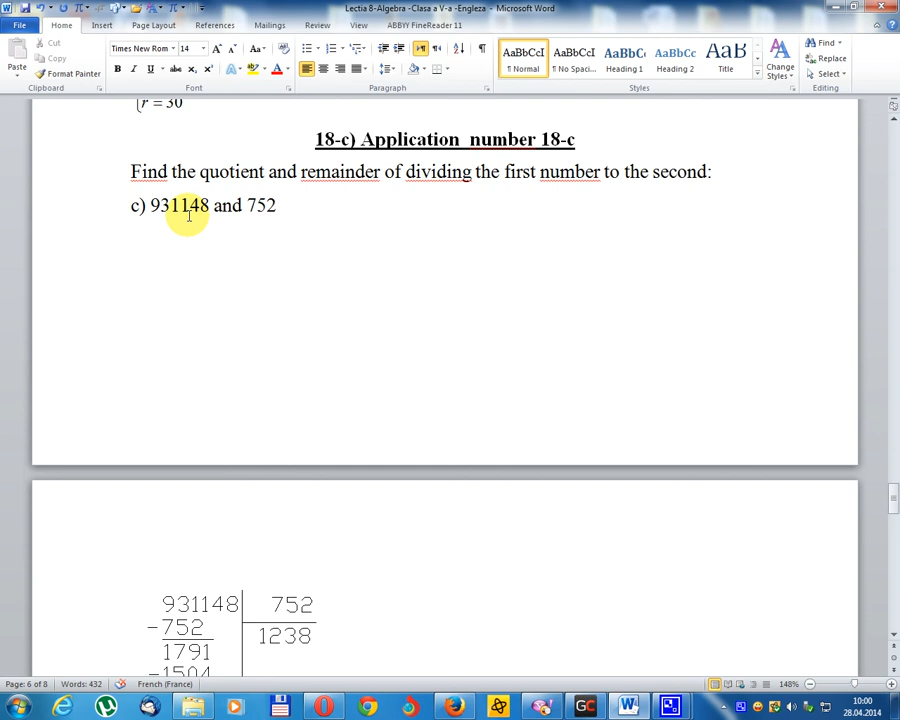 Lectia 8-Algebra -Clasa a V-a -Engleza - Microsoft Word
File Home Insert Page Layout References Mailings Review View ABBYY FineReader 11
Cut
Copy
Format Painter
Paste
Clipboard
Times New Rom 14
Font
Paragraph
AaBbCcI AaBbCcI AaBbC AaBbCc AaB
¶ Normal ¶ No Spaci... Heading 1 Heading 2 Title
Change Styles
Styles
Find
Replace
Select
Editing
r = 30
18-c) Application number 18-c
Find the quotient and remainder of dividing the first number to the second:
c) 931148 and 752
931148 752
-752 1238
1791
-1504
Page: 6 of 8 Words: 432 French (France) 148%
10:00
28.04.2014